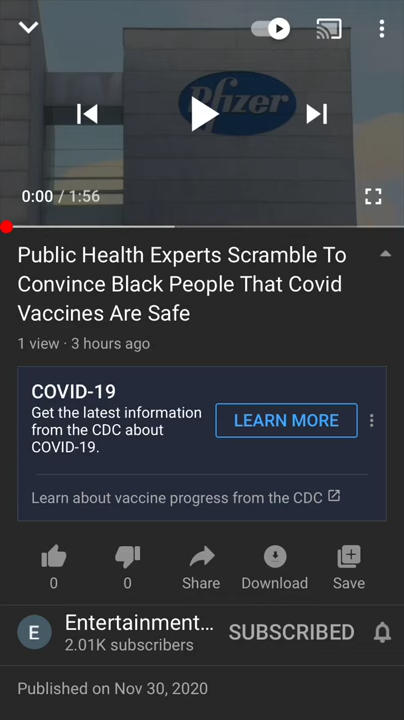 Pfizer
0:00 / 1:56
Public Health Experts Scramble To
Convince Black People That Covid
Vaccines Are Safe
1 view · 3 hours ago
COVID-19
Get the latest information
from the CDC about
COVID-19.
LEARN MORE
Learn about vaccine progress from the CDC
0
0
Share
Download
Save
E
Entertainment...
2.01K subscribers
SUBSCRIBED
Published on Nov 30, 2020